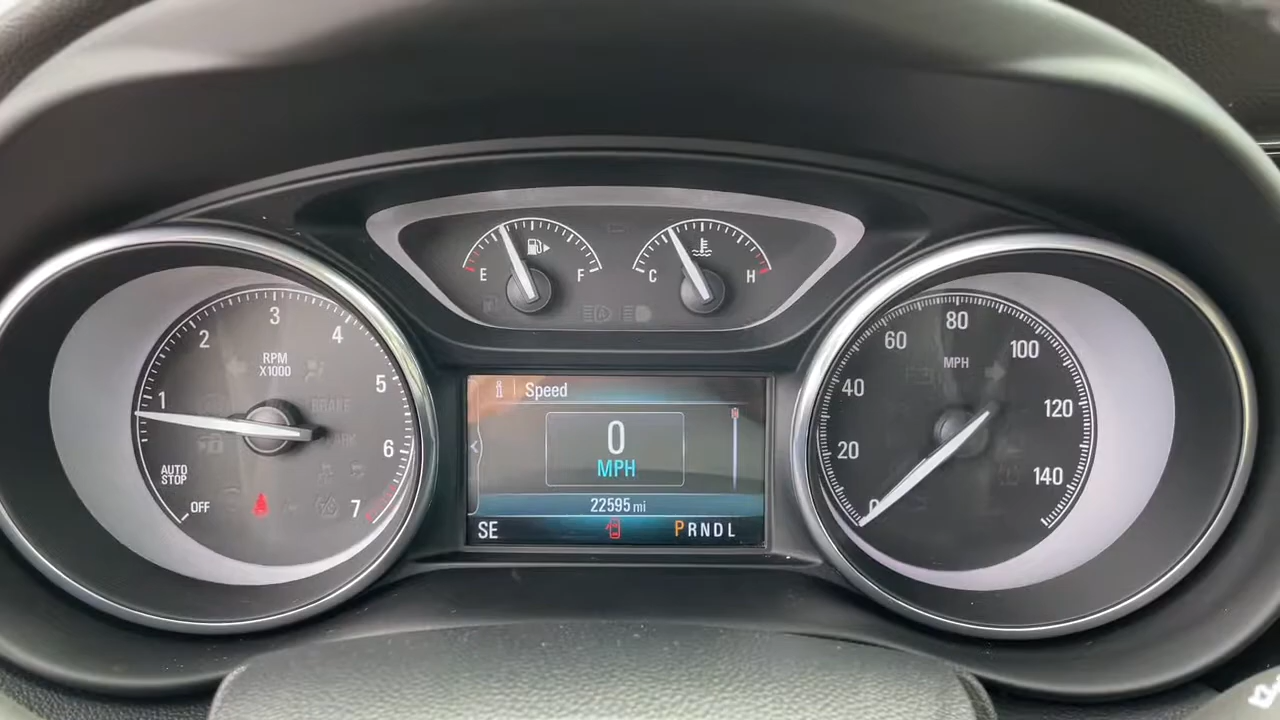 E F
C H
1 2 3 4 5 6 7
RPM
X1000
AUTO
STOP
OFF
Speed
0
MPH
22595 mi
SE
PRNDL
0 20 40 60 80 100 120 140
MPH